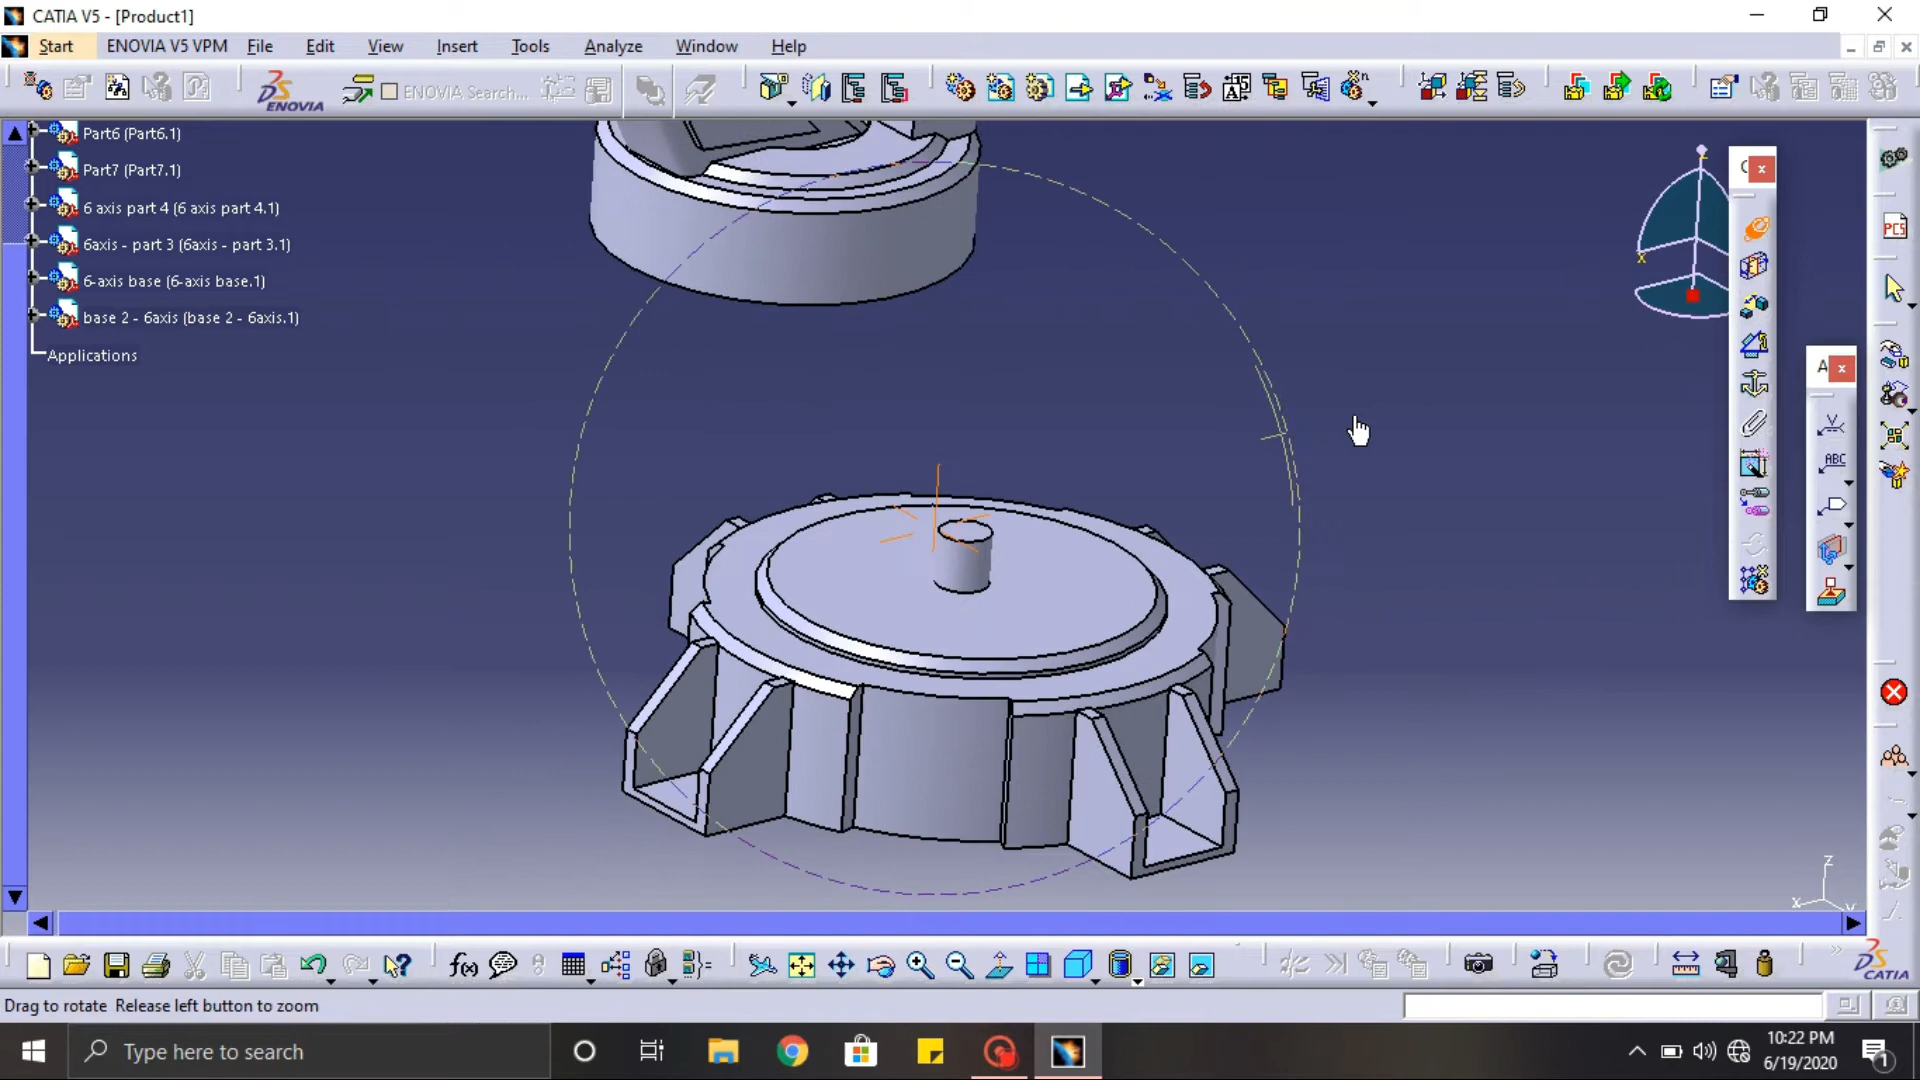 CATIA V5 - [Product1]
Start ENOVIA V5 VPM File Edit View Insert Tools Analyze Window Help
DS ENOVIA ENOVIA Search...
Part6 (Part6.1)
Part7 (Part7.1)
6 axis part 4 (6 axis part 4.1)
6axis - part 3 (6axis - part 3.1)
6-axis base (6-axis base.1)
base 2 - 6axis (base 2 - 6axis.1)
Applications
x
PCS
A
ABC
z
x
f(x)
CATIA
Drag to rotate Release left button to zoom
Type here to search
10:22 PM
6/19/2020
1